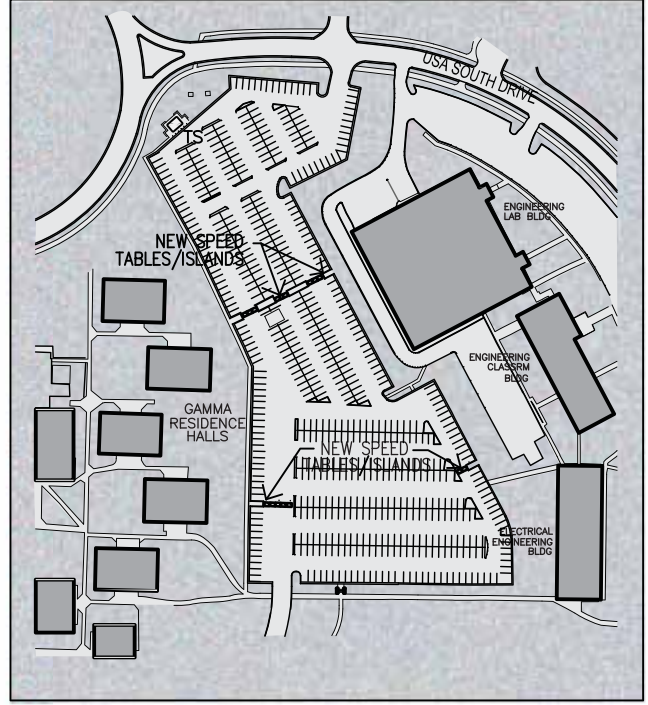 USA SOUTH DRIVE
TS
ENGINEERING
LAB BLDG
NEW SPEED
TABLES/ISLANDS
ENGINEERING
CLASSRM
BLDG
GAMMA
RESIDENCE
HALLS
NEW SPEED
TABLES/ISLANDS
ELECTRICAL
ENGINEERING
BLDG